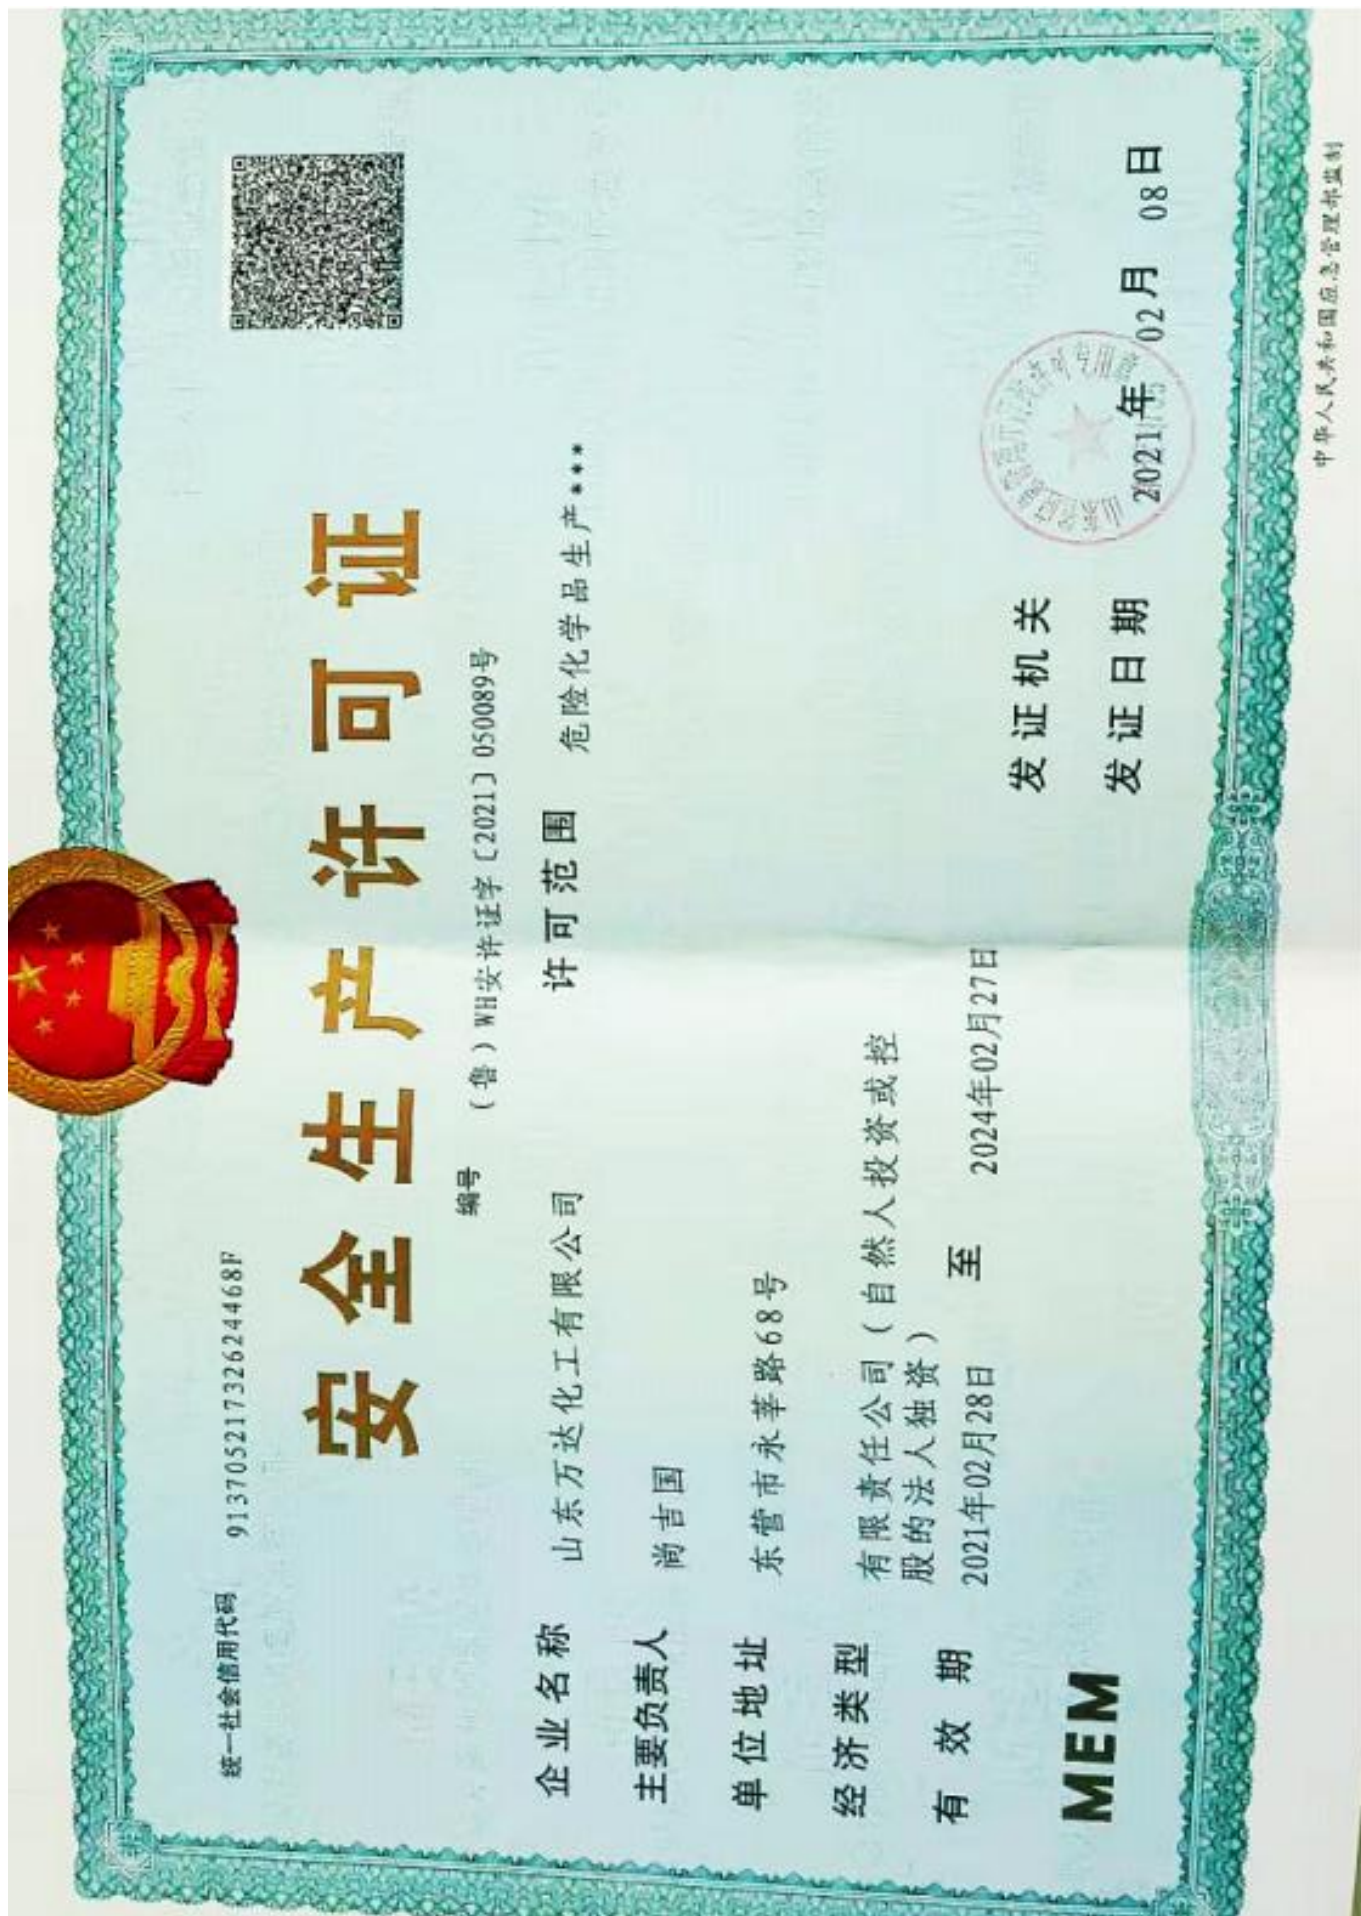 统一社会信用代码 91370521732624468F
安全生产许可证
编号 (鲁)WH安许证字〔2021〕050089号
企业名称 山东万达化工有限公司
主要负责人 尚吉国
单位地址 东营市永莘路68号
经济类型 有限责任公司(自然人投资或控
股的法人独资)
有效期 2021年02月28日 至 2024年02月27日
许可范围 危险化学品生产***
发证机关
发证日期 2021年02月08日
MEM
中华人民共和国应急管理部监制